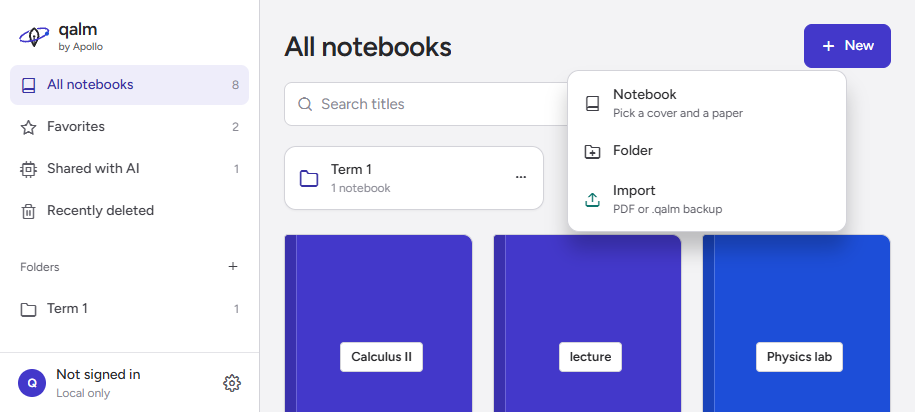 qalm
by Apollo
All notebooks 8
Favorites 2
Shared with AI 1
Recently deleted
Folders +
Term 1 1
Q Not signed in
Local only
All notebooks
+ New
Search titles
Notebook
Pick a cover and a paper
Folder
Import
PDF or .qalm backup
Term 1 ...
1 notebook
Calculus II
lecture
Physics lab